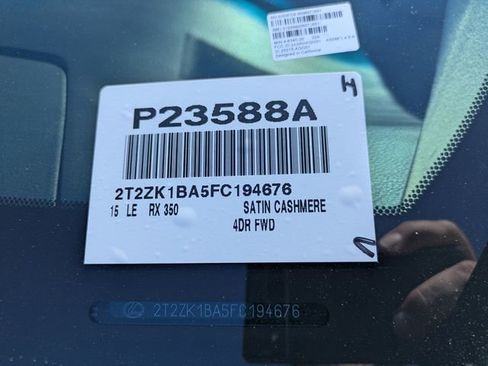 H
P23588A
2T2ZK1BA5FC194676
15 LE RX 350 SATIN CASHMERE
4DR FWD
2T2ZK1BA5FC194676